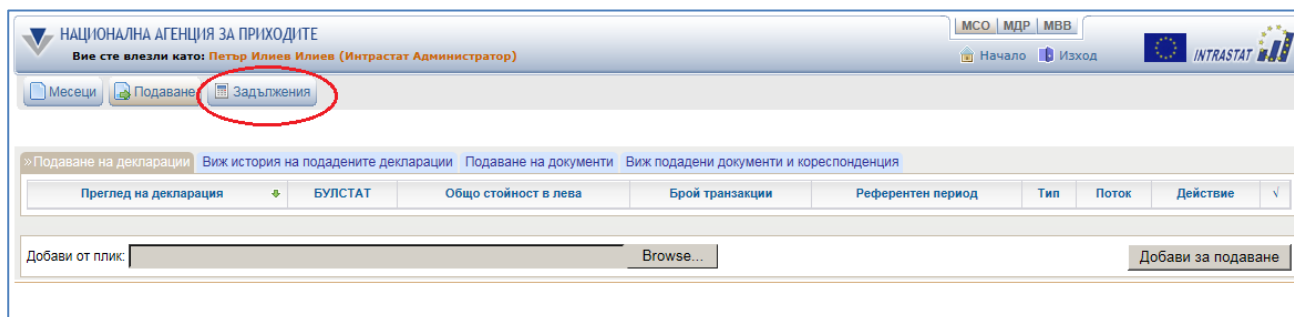 НАЦИОНАЛНА АГЕНЦИЯ ЗА ПРИХОДИТЕ
Вие сте влезли като: Петър Илиев Илиев (Интрастат Администратор)
МСО МДР МВВ
Начало Изход
INTRASTAT
Месеци Подаване Задължения
»Подаване на декларации Виж история на подадените декларации Подаване на документи Виж подадени документи и кореспонденция
Преглед на декларация БУЛСТАТ Общо стойност в лева Брой транзакции Референтен период Тип Поток Действие √
Добави от плик: Browse... Добави за подаване